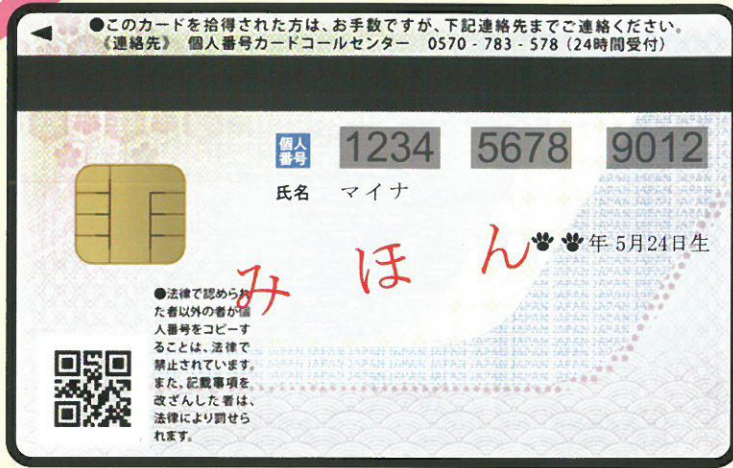 ●このカードを拾得された方は、お手数ですが、下記連絡先までご連絡ください。
《連絡先》 個人番号カードコールセンター 0570-783-578(24時間受付)
個人番号 1234 5678 9012
氏名 マイナ
年 5月24日生
みほん
●法律で認められ
た者以外の者が個
人番号をコピーす
ることは、法律で
禁止されています。
また、記載事項を
改ざんした者は、
法律により罰せら
れます。